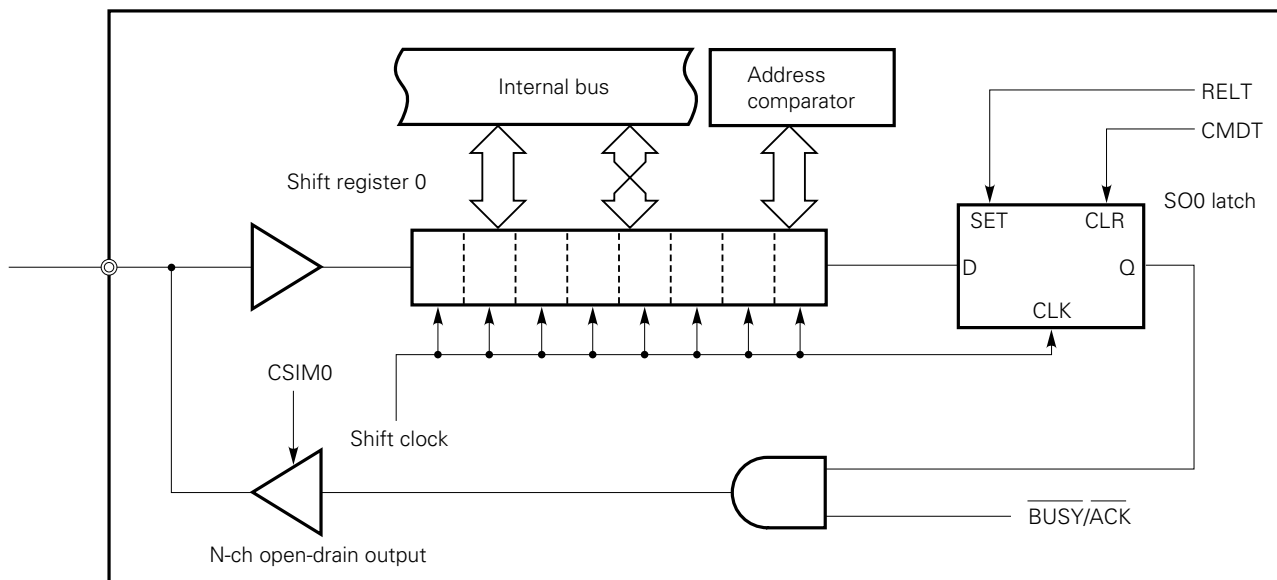 Internal bus
Address
comparator
RELT
CMDT
Shift register 0
SO0 latch
SET
CLR
D
Q
CLK
CSIM0
Shift clock
BUSY/ACK
N-ch open-drain output